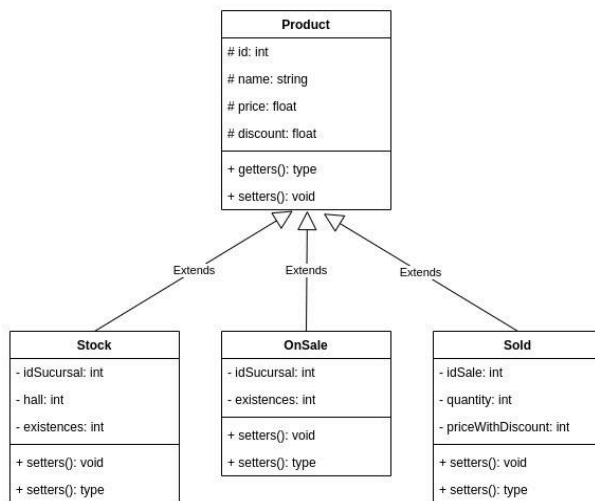 Product
# id: int
# name: string
# price: float
# discount: float
+ getters(): type
+ setters(): void
Extends
Extends
Extends
Stock
- idSucursal: int
- hall: int
- existences: int
+ setters(): void
+ setters(): type
OnSale
- idSucursal: int
- existences: int
+ setters(): void
+ setters(): type
Sold
- idSale: int
- quantity: int
- priceWithDiscount: int
+ setters(): void
+ setters(): type